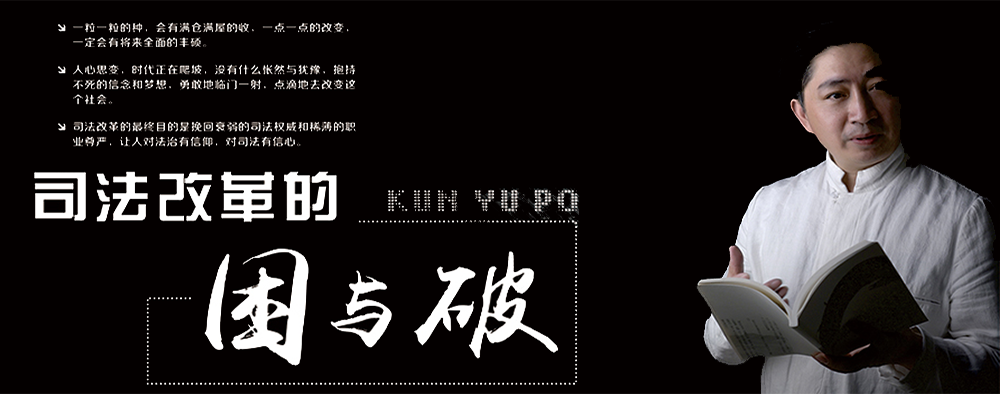 一粒一粒的种，会有满仓满屋的收，一点一点的改变，
一定会有将来全面的丰硕。
人心思变，时代正在爬坡，没有什么怅然与犹豫，抱持
不死的信念和梦想，勇敢地临门一射，点滴地去改变这
个社会。
司法改革的最终目的是挽回衰弱的司法权威和稀薄的职
业尊严，让人对法治有信仰，对司法有信心。
司法改革的
KUN YU PO
困与破